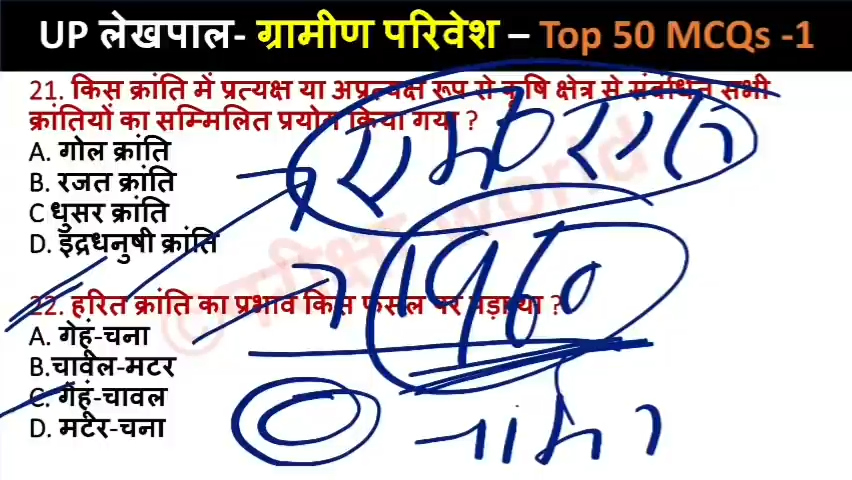 UP लेखपाल- ग्रामीण परिवेश – Top 50 MCQs -1
21. किस क्रांति में प्रत्यक्ष या अप्रत्यक्ष रूप से कृषि क्षेत्र से संबंधित सभी
क्रांतियों का सम्मिलित प्रयोग किया गया ?
A. गोल क्रांति
B. रजत क्रांति
C धुसर क्रांति
D. इंद्रधनुषी क्रांति
1960
22. हरित क्रांति का प्रभाव किस फसल पर पड़ा था ?
A. गेहूं-चना
B.चावल-मटर
C. गेहूं-चावल
D. मटर-चना